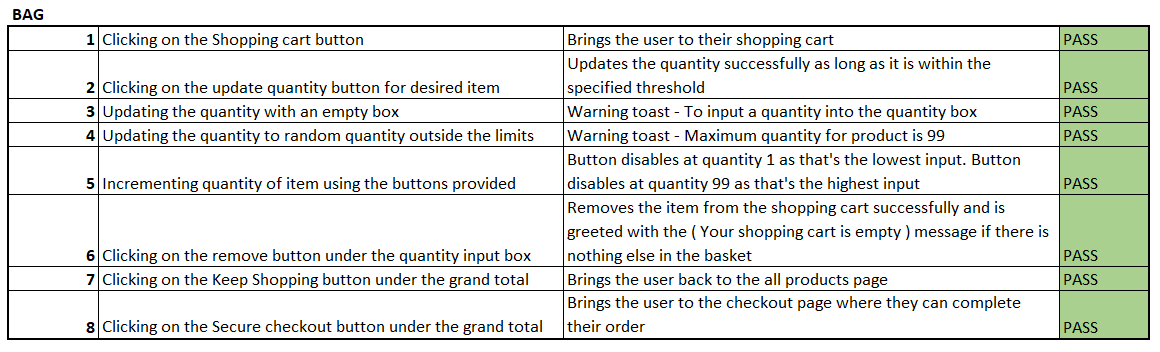 BAG
1 Clicking on the Shopping cart button Brings the user to their shopping cart PASS
Updates the quantity successfully as long as it is within the
2 Clicking on the update quantity button for desired item specified threshold PASS
3 Updating the quantity with an empty box Warning toast - To input a quantity into the quantity box PASS
4 Updating the quantity to random quantity outside the limits Warning toast - Maximum quantity for product is 99 PASS
Button disables at quantity 1 as that's the lowest input. Button
5 Incrementing quantity of item using the buttons provided disables at quantity 99 as that's the highest input PASS
Removes the item from the shopping cart successfully and is
greeted with the ( Your shopping cart is empty ) message if there is
6 Clicking on the remove button under the quantity input box nothing else in the basket PASS
7 Clicking on the Keep Shopping button under the grand total Brings the user back to the all products page PASS
Brings the user to the checkout page where they can complete
8 Clicking on the Secure checkout button under the grand total their order PASS